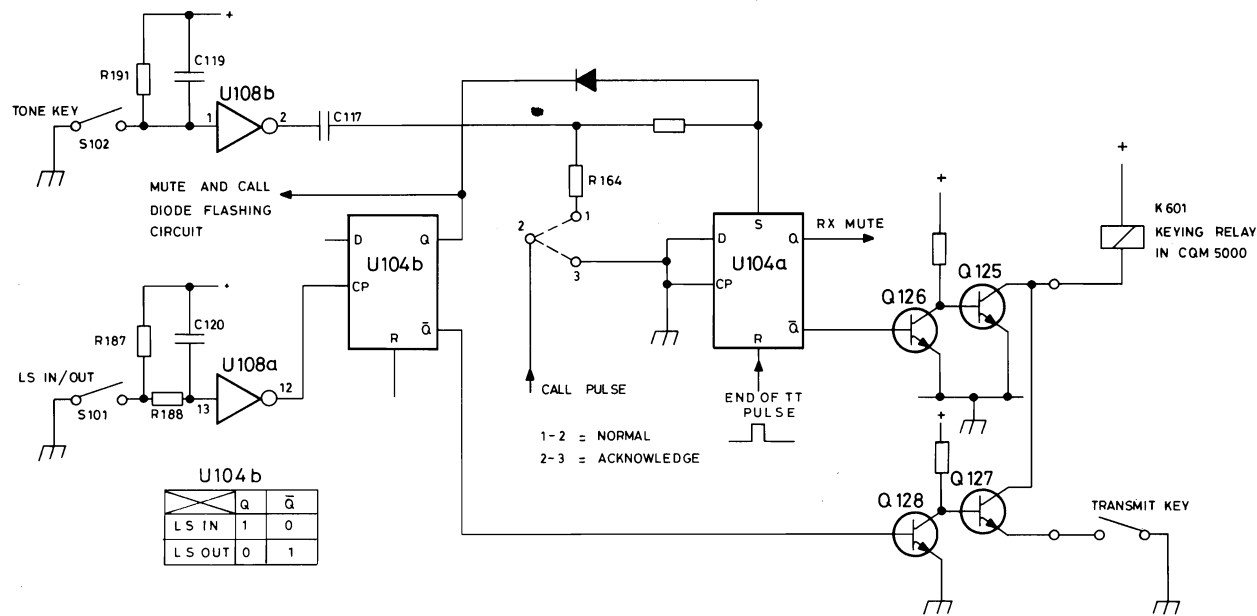 +
R191
C119
U108b
TONE KEY
1
2
C117
S102
R164
MUTE AND CALL
DIODE FLASHING
CIRCUIT
1
2
3
D
Q
U104b
CP
Q̄
R
S
D
Q
U104a
CP
Q̄
R
RX MUTE
+
+
K601
KEYING RELAY
IN CQM 5000
Q125
Q126
+
R187
C120
U108a
12
LS IN/OUT
S101
R188
13
CALL PULSE
END OF TT
PULSE
1-2 = NORMAL
2-3 = ACKNOWLEDGE
+
U104b
Q Q̄
LS IN 1 0
LS OUT 0 1
Q127
Q128
TRANSMIT KEY